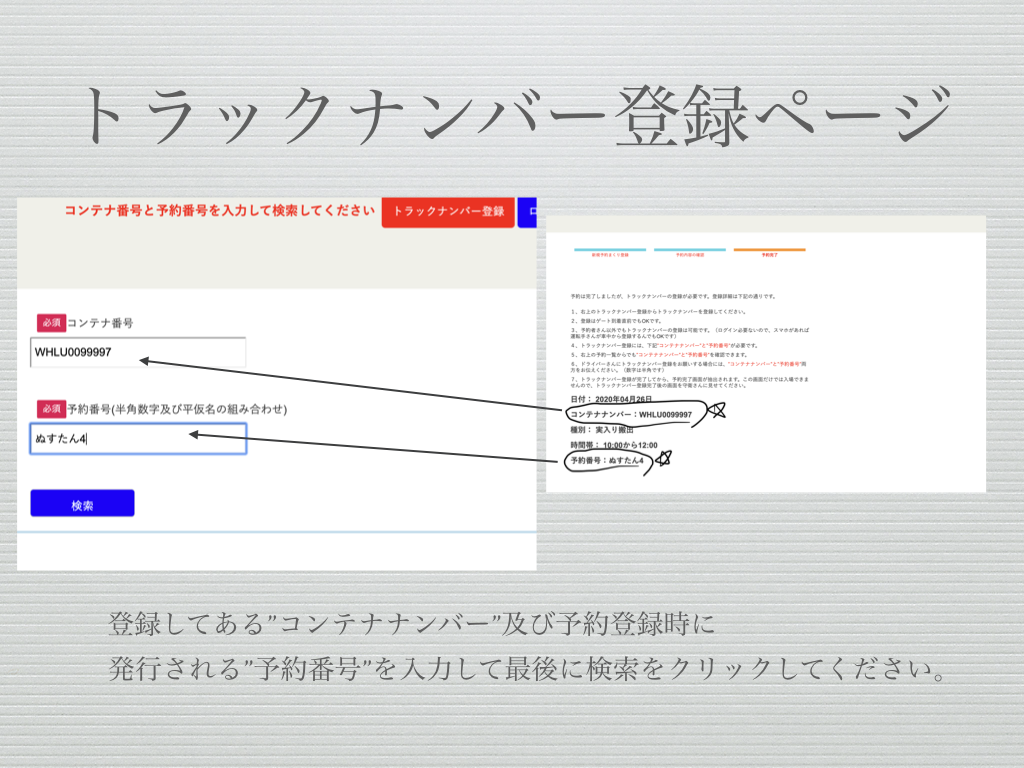 トラックナンバー登録ページ
コンテナ番号と予約番号を入力して検索してください
トラックナンバー登録
必須 コンテナ番号
WHLU0099997
必須 予約番号(半角数字及び平仮名の組み合わせ)
ぬすたん4
検索
予約内容の確認
予約完了
予約は完了しましたが、トラックナンバーの登録が必要です。登録詳細は下記の通りです。
1、右上のトラックナンバー登録からトラックナンバーを登録してください。
2、登録はゲート到着直前でもOKです。
3、予約者さん以外でもトラックナンバーの登録は可能です。(ログイン必要ないので、スマホがあれば
運転手さんが車中から登録するんでもOKです)
4、トラックナンバー登録には、下記"コンテナナンバー"と"予約番号"が必要です。
5、右上の予約一覧からでも"コンテナナンバー"と"予約番号"を確認できます。
6、ドライバーさんにトラックナンバー登録をお願いする場合には、"コンテナナンバー"と"予約番号"両
方をお伝えください。(数字は半角です)
7、トラックナンバー登録が完了してから、予約完了画面が抽出されます。この画面だけでは入場できま
せんので、トラックナンバー登録完了後の画面を守衛さんに見せてください。
日付： 2020年04月26日
コンテナナンバー：WHLU0099997
種別： 実入り搬出
時間帯： 10:00から12:00
予約番号：ぬすたん4
登録してある”コンテナナンバー”及び予約登録時に
発行される”予約番号”を入力して最後に検索をクリックしてください。